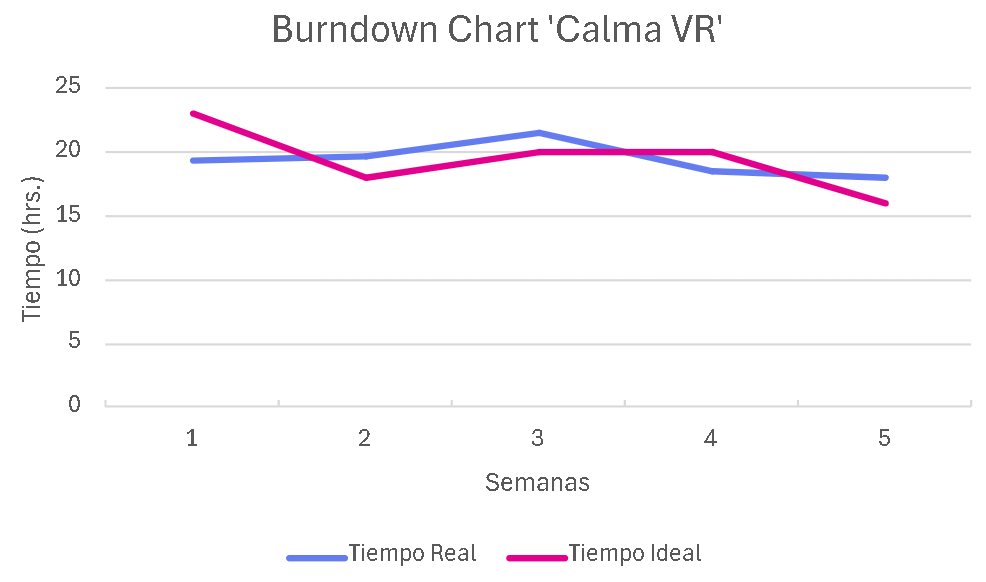 Burndown Chart 'Calma VR'
25
20
15
10
5
0
Tiempo (hrs.)
1 2 3 4 5
Semanas
Tiempo Real Tiempo Ideal